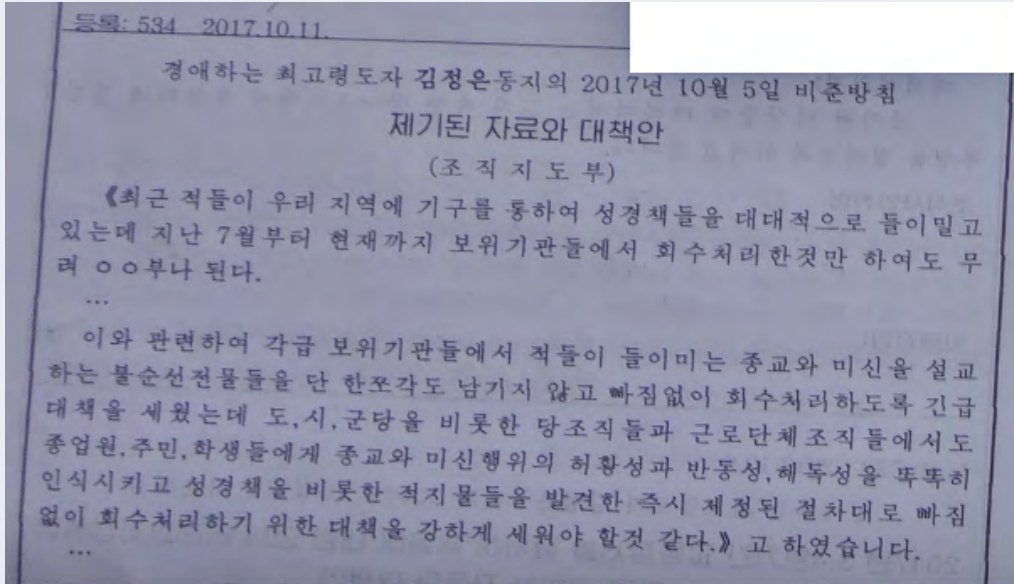 등록: 534 2017.10.11.
경애하는 최고령도자 김정은동지의 2017년 10월 5일 비준방침
제기된 자료와 대책안
(조 직 지 도 부)
《최근 적들이 우리 지역에 기구를 통하여 성경책들을 대대적으로 들이밀고
있는데 지난 7월부터 현재까지 보위기관들에서 회수처리한것만 하여도 무
려 ㅇㅇ부나 된다.
...
이와 관련하여 각급 보위기관들에서 적들이 들이미는 종교와 미신을 설교
하는 불순선전물들을 단 한쪼각도 남기지 않고 빠짐없이 회수처리하도록 긴급
대책을 세웠는데 도,시,군당을 비롯한 당조직들과 근로단체조직들에서도
종업원,주민,학생들에게 종교와 미신행위의 허황성과 반동성,해독성을 똑똑히
인식시키고 성경책을 비롯한 적지물들을 발견한 즉시 제정된 절차대로 빠짐
없이 회수처리하기 위한 대책을 강하게 세워야 할것 같다.》고 하였습니다.
...